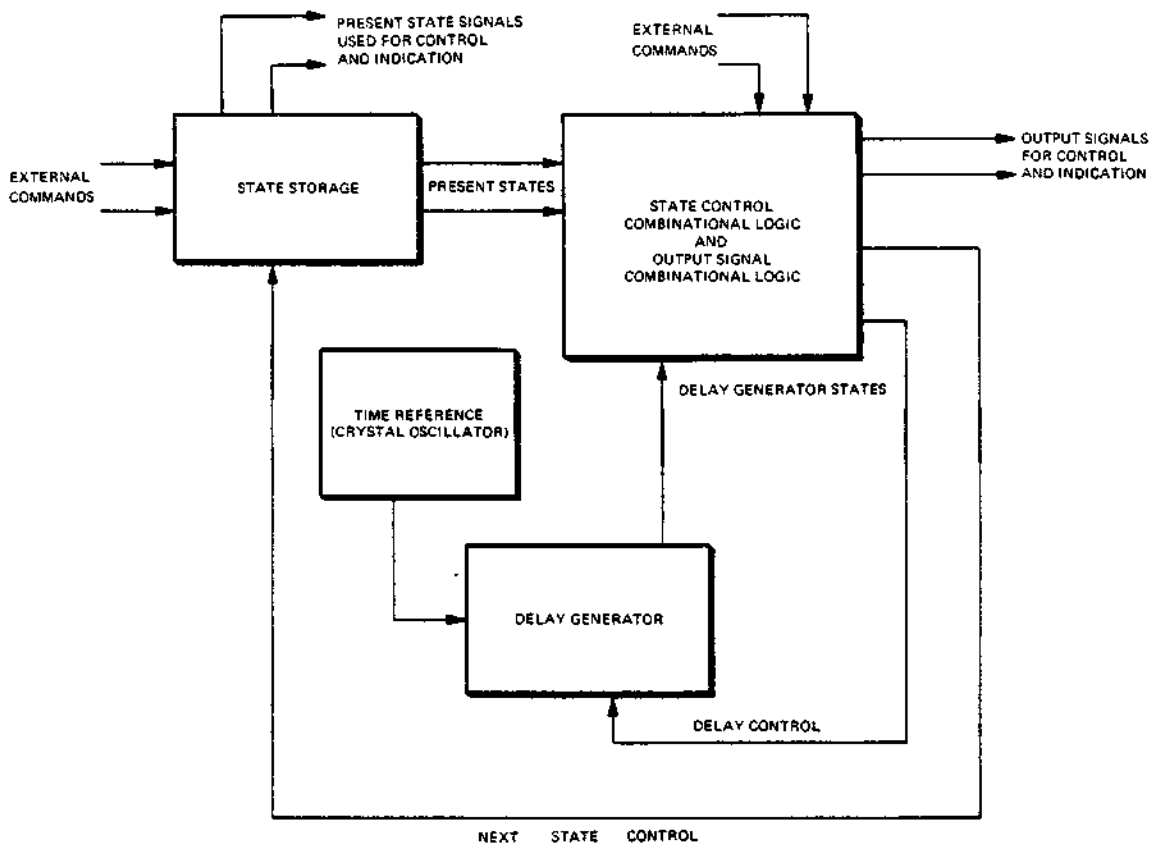 PRESENT STATE SIGNALS
USED FOR CONTROL
AND INDICATION
EXTERNAL
COMMANDS
EXTERNAL
COMMANDS
STATE STORAGE
PRESENT STATES
STATE CONTROL
COMBINATIONAL LOGIC
AND
OUTPUT SIGNAL
COMBINATIONAL LOGIC
OUTPUT SIGNALS
FOR CONTROL
AND INDICATION
TIME REFERENCE
(CRYSTAL OSCILLATOR)
DELAY GENERATOR STATES
DELAY GENERATOR
DELAY CONTROL
NEXT STATE CONTROL